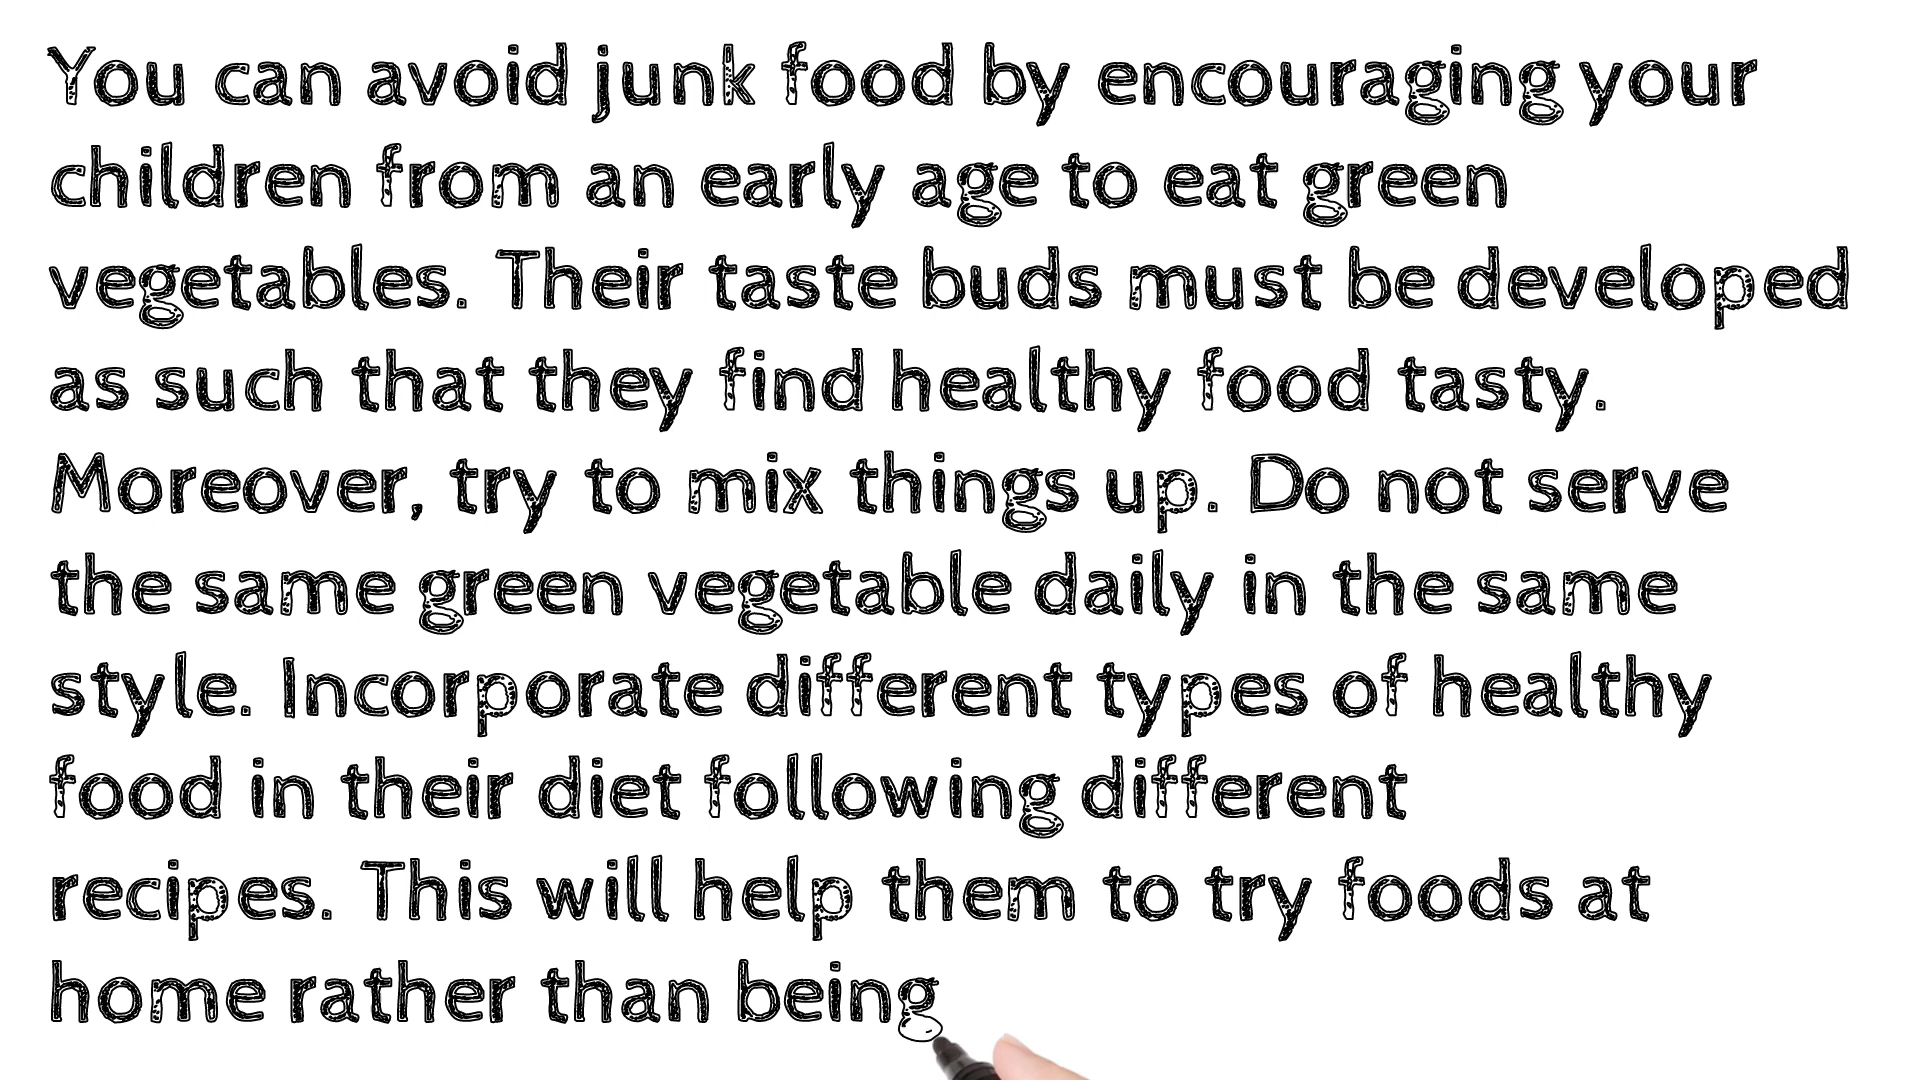 You can avoid junk food by encouraging your
children from an early age to eat green
vegetables. Their taste buds must be developed
as such that they find healthy food tasty.
Moreover, try to mix things up. Do not serve
the same green vegetable daily in the same
style. Incorporate different types of healthy
food in their diet following different
recipes. This will help them to try foods at
home rather than being